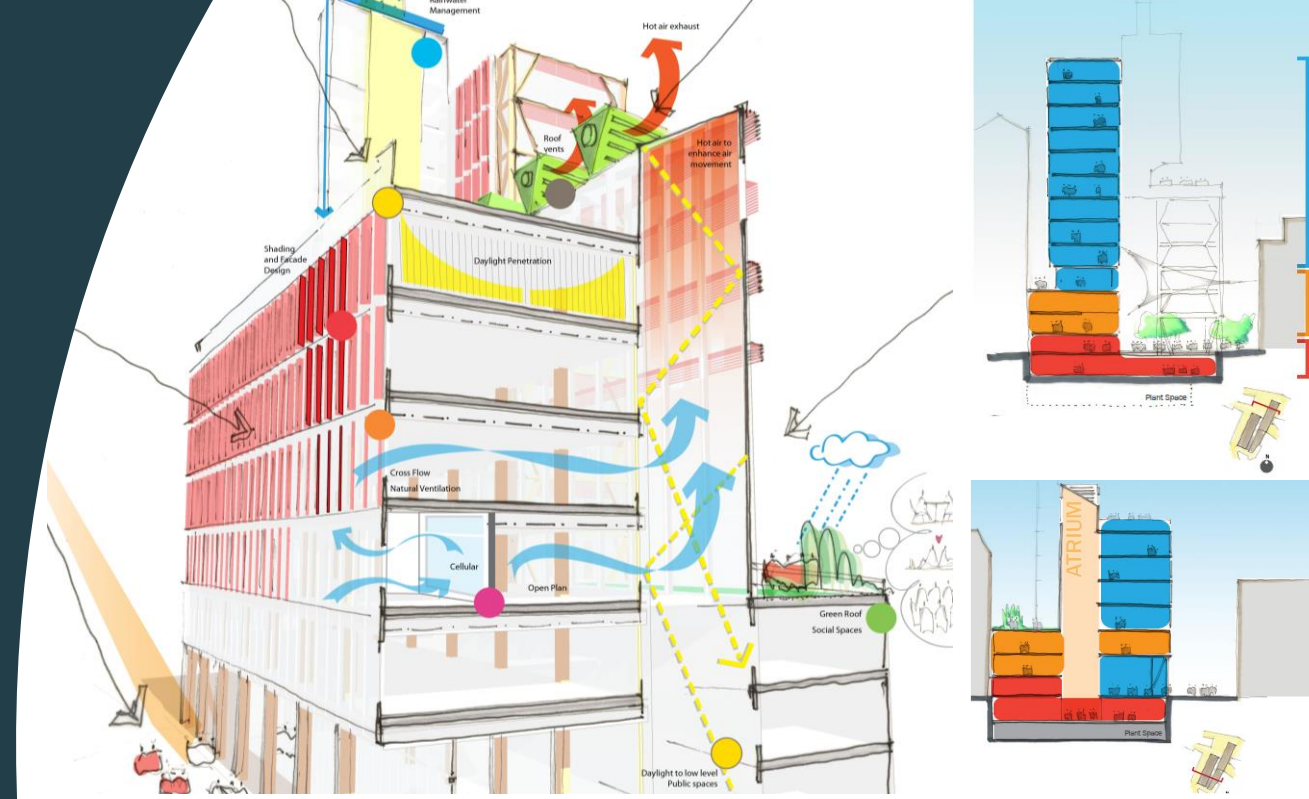 Rainwater
Management
Hot air exhaust
Roof
vents
Hot air to
enhance air
movement
Shading
and Facade
Design
Daylight Penetration
Cross Flow
Natural Ventilation
Cellular
Open Plan
Green Roof
Social Spaces
Daylight to low level
Public spaces
Plant Space
N
ATRIUM
Plant Space